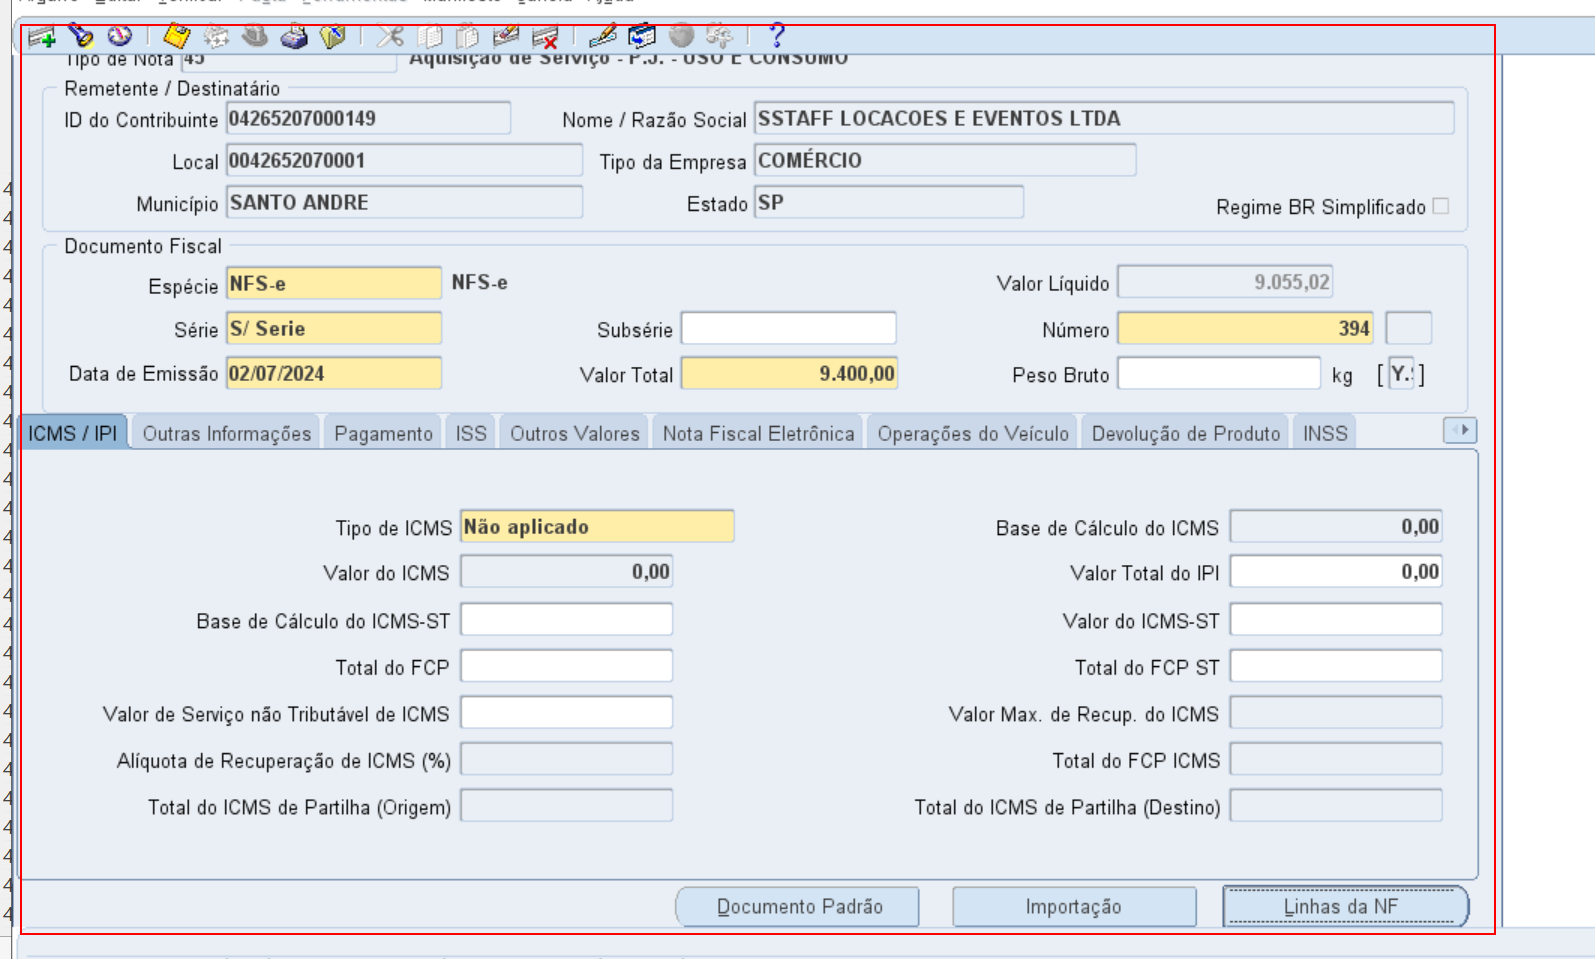 Tipo de Nota 45 Aquisição de Serviço - P.J. - USO E CONSUMO
Remetente / Destinatário
ID do Contribuinte 04265207000149 Nome / Razão Social SSTAFF LOCACOES E EVENTOS LTDA
Local 0042652070001 Tipo da Empresa COMÉRCIO
Município SANTO ANDRE Estado SP Regime BR Simplificado
Documento Fiscal
Espécie NFS-e NFS-e Valor Líquido 9.055,02
Série S/ Serie Subsérie Número 394
Data de Emissão 02/07/2024 Valor Total 9.400,00 Peso Bruto kg [ Y. ]
ICMS / IPI Outras Informações Pagamento ISS Outros Valores Nota Fiscal Eletrônica Operações do Veículo Devolução de Produto INSS
Tipo de ICMS Não aplicado Base de Cálculo do ICMS 0,00
Valor do ICMS 0,00 Valor Total do IPI 0,00
Base de Cálculo do ICMS-ST Valor do ICMS-ST
Total do FCP Total do FCP ST
Valor de Serviço não Tributável de ICMS Valor Max. de Recup. do ICMS
Alíquota de Recuperação de ICMS (%) Total do FCP ICMS
Total do ICMS de Partilha (Origem) Total do ICMS de Partilha (Destino)
Documento Padrão Importação Linhas da NF